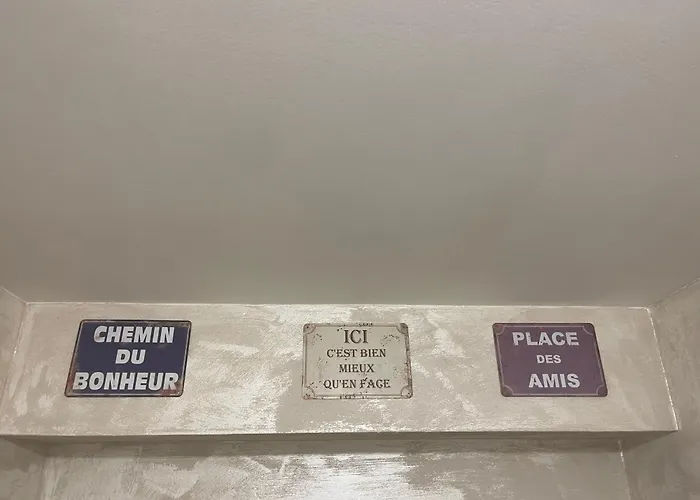 CHEMIN
DU
BONHEUR
ICI
C'EST BIEN
MIEUX
QU'EN FACE
PLACE
DES
AMIS